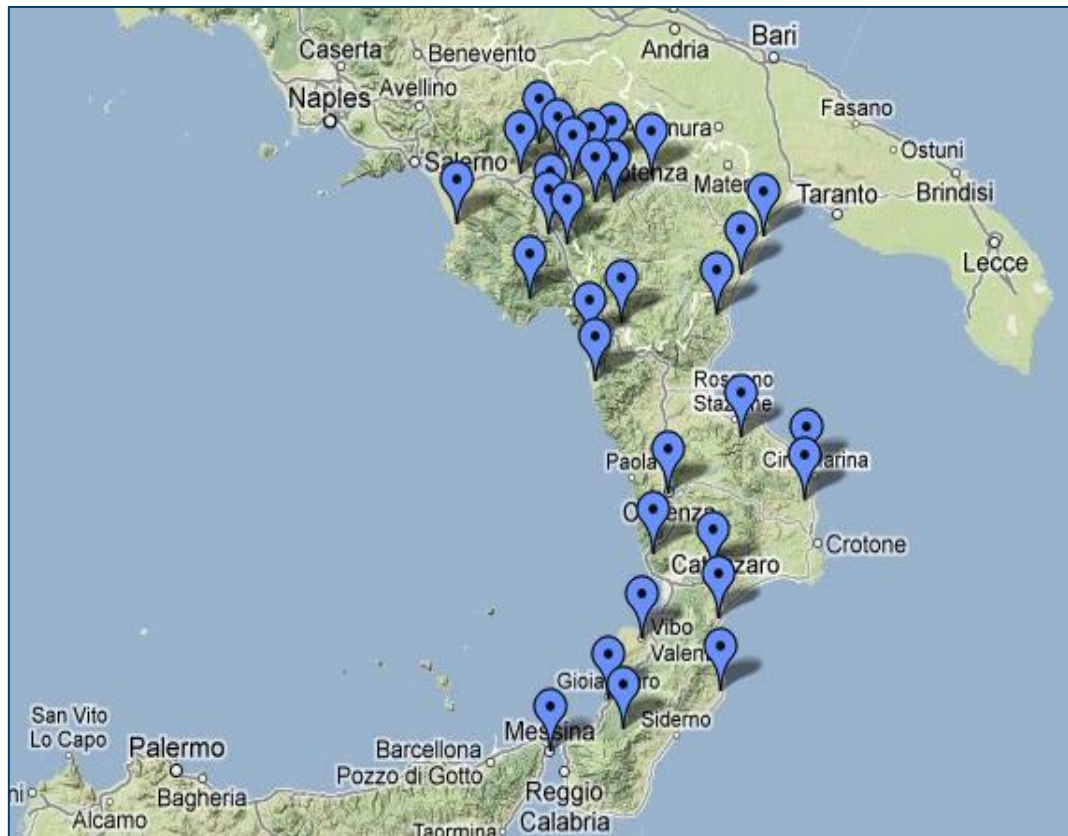 Andria
Bari
Caserta
Benevento
Naples
Avellino
Fasano
Salerno
Ostuni
Brindisi
Taranto
Lecce
Paola
Crotone
Vibo
Siderno
San Vito
Lo Capo
Palermo
Messina
Barcellona
Pozzo di Gotto
Bagheria
Alcamo
Reggio
Calabria
Taormina